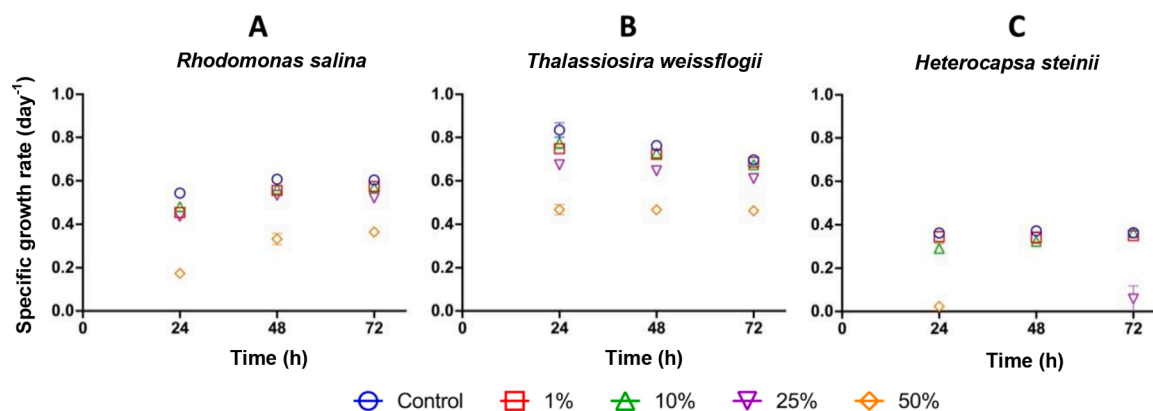 A
B
C
Rhodomonas salina
Thalassiosira weissflogii
Heterocapsa steinii
Specific growth rate (day-1)
1.0
0.8
0.6
0.4
0.2
0.0
0
24
48
72
Time (h)
1.0
0.8
0.6
0.4
0.2
0.0
0
24
48
72
Time (h)
1.0
0.8
0.6
0.4
0.2
0.0
0
24
48
72
Time (h)
Control 1% 10% 25% 50%